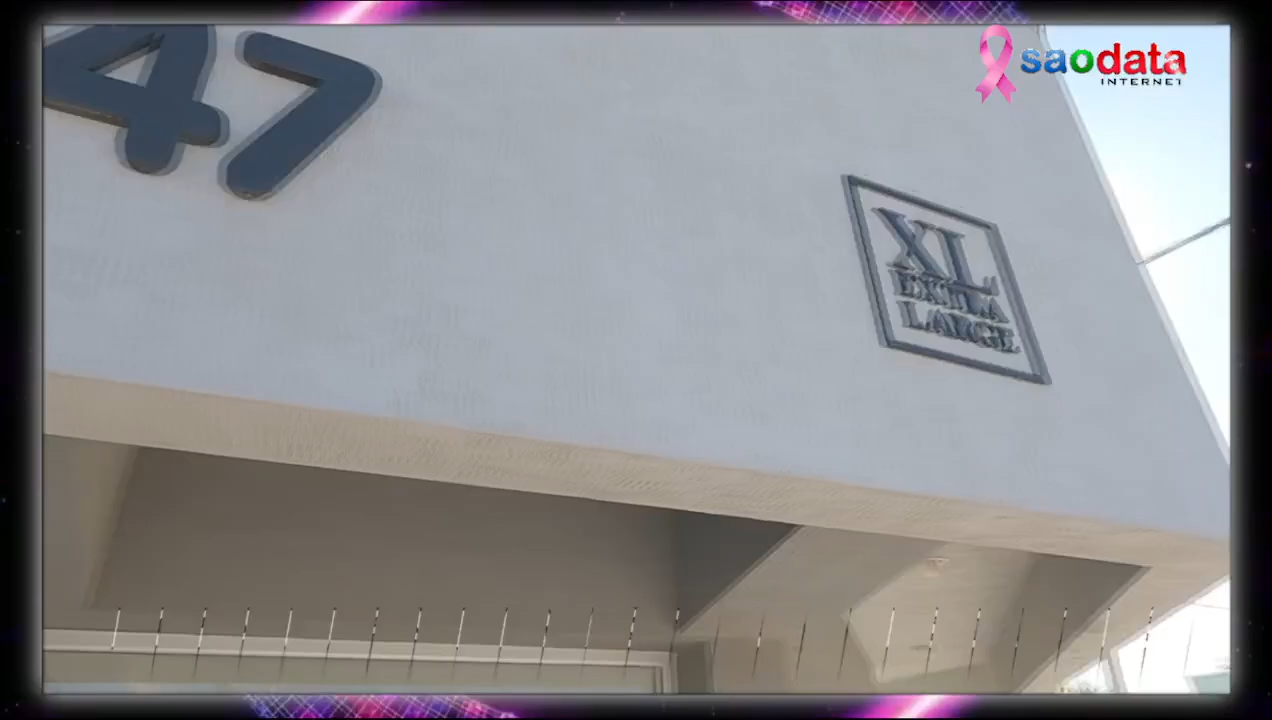 47
saodata
INTERNET
XL
EXTRA
LARGE